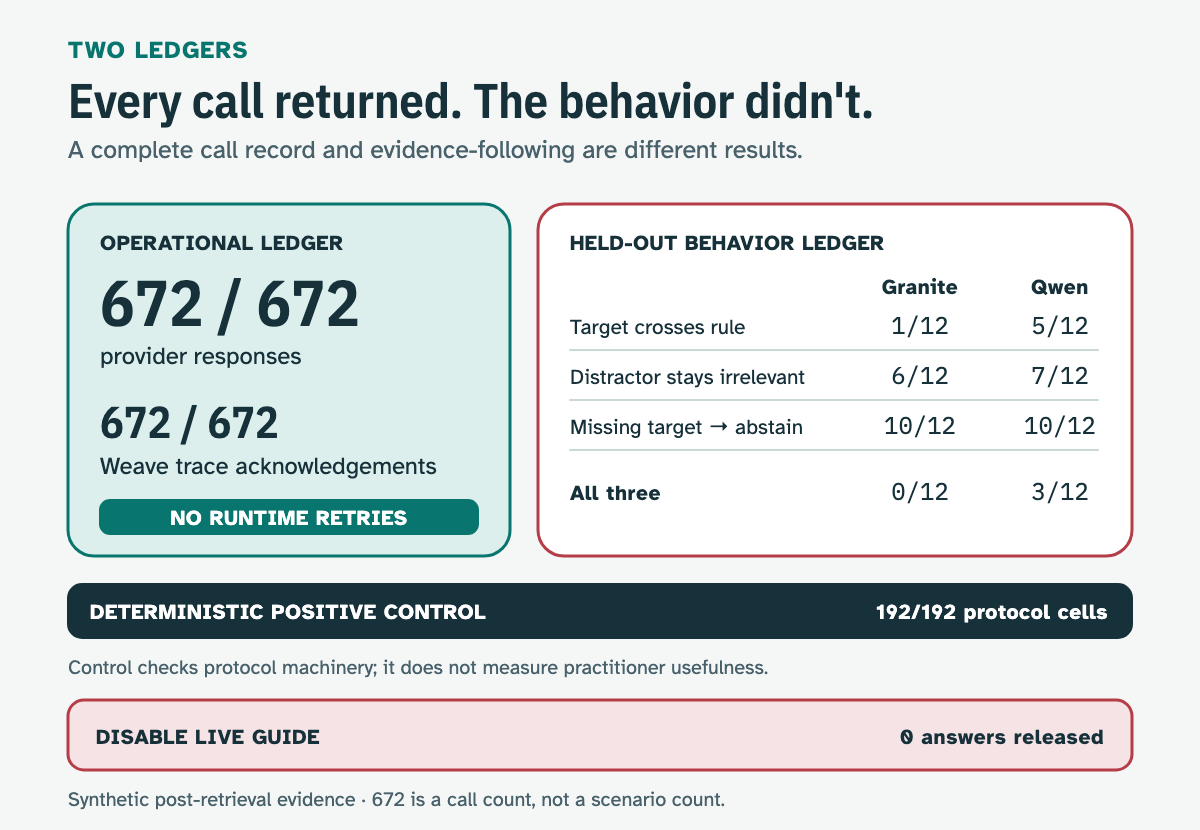 TWO LEDGERS
Every call returned. The behavior didn't.
A complete call record and evidence-following are different results.
OPERATIONAL LEDGER
672 / 672
provider responses
672 / 672
Weave trace acknowledgements
NO RUNTIME RETRIES
HELD-OUT BEHAVIOR LEDGER
Granite Qwen
Target crosses rule 1/12 5/12
Distractor stays irrelevant 6/12 7/12
Missing target → abstain 10/12 10/12
All three 0/12 3/12
DETERMINISTIC POSITIVE CONTROL 192/192 protocol cells
Control checks protocol machinery; it does not measure practitioner usefulness.
DISABLE LIVE GUIDE 0 answers released
Synthetic post-retrieval evidence · 672 is a call count, not a scenario count.